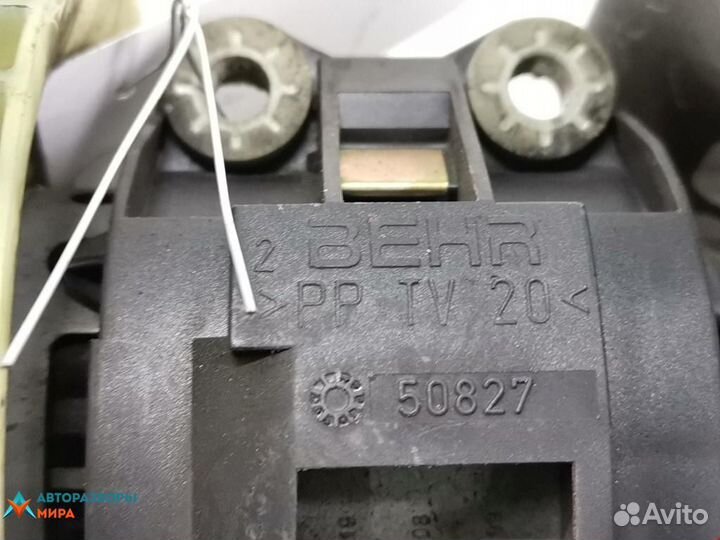 2 BEHR
>PP TV 20<
50827
АВТОРАЗБОРЫ
МИРА
Avito